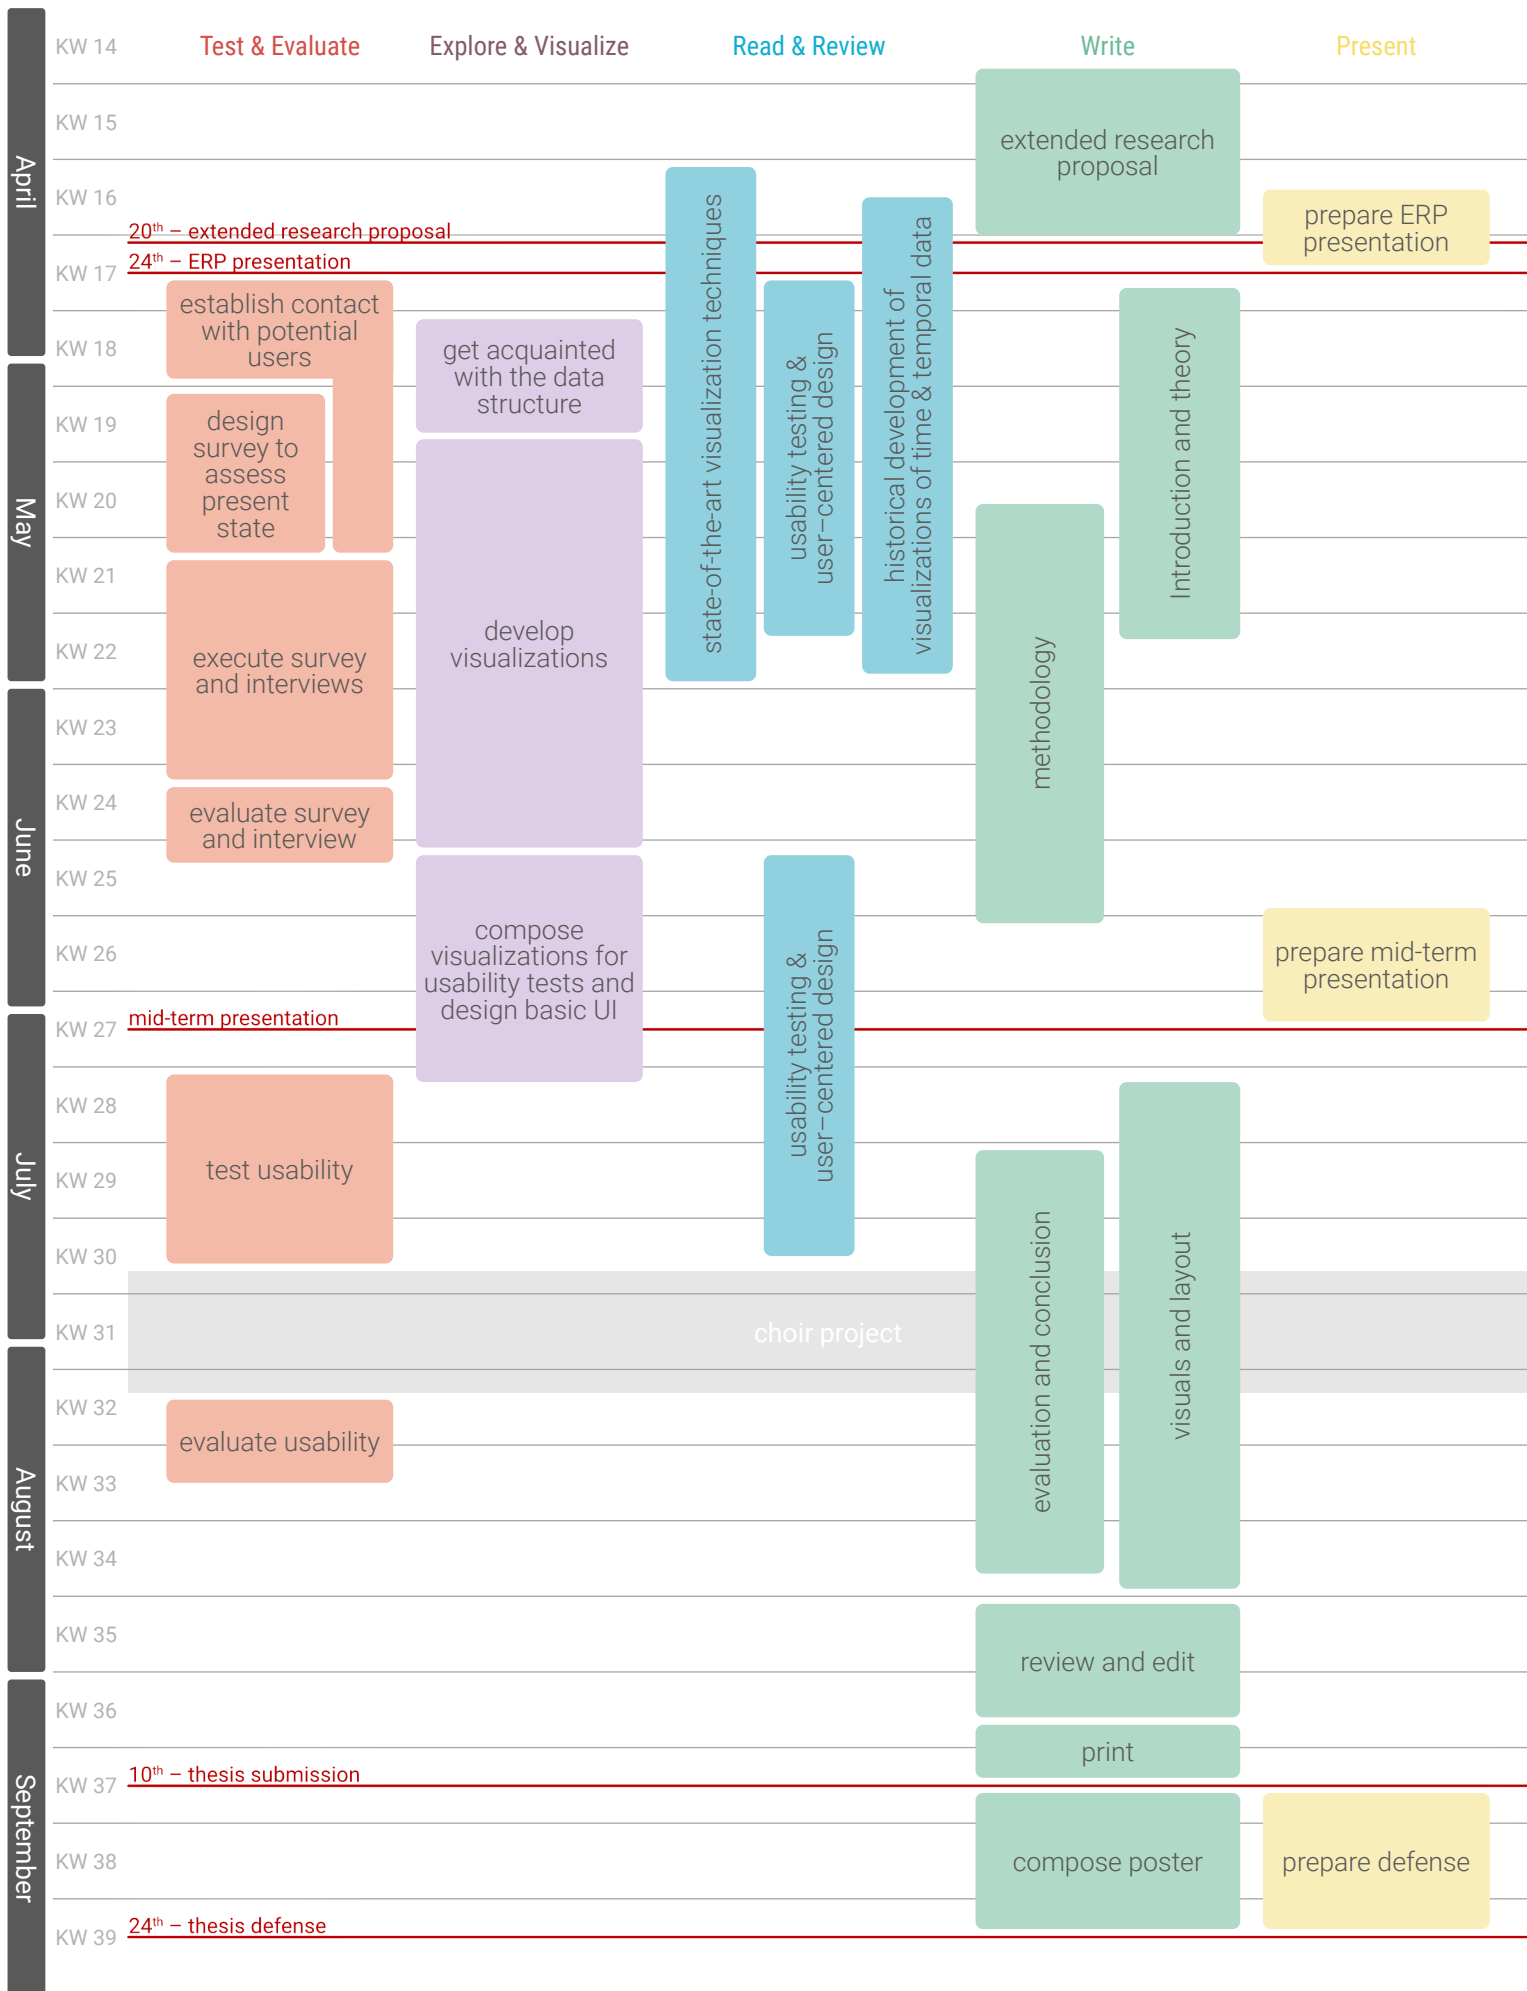 Test & Evaluate
Explore & Visualize
Read & Review
Write
Present
April
May
June
July
August
September
KW 14
KW 15
KW 16
KW 17
KW 18
KW 19
KW 20
KW 21
KW 22
KW 23
KW 24
KW 25
KW 26
KW 27
KW 28
KW 29
KW 30
KW 31
KW 32
KW 33
KW 34
KW 35
KW 36
KW 37
KW 38
KW 39
20th – extended research proposal
24th – ERP presentation
mid-term presentation
10th – thesis submission
24th – thesis defense
establish contact
with potential
users
design
survey to
assess
present
state
execute survey
and interviews
evaluate survey
and interview
test usability
evaluate usability
get acquainted
with the data
structure
develop
visualizations
compose
visualizations for
usability tests and
design basic UI
state-of-the-art visualization techniques
usability testing &
user–centered design
historical development of
visualizations of time & temporal data
usability testing &
user–centered design
choir project
extended research
proposal
Introduction and theory
methodology
evaluation and conclusion
visuals and layout
review and edit
print
compose poster
prepare ERP
presentation
prepare mid-term
presentation
prepare defense